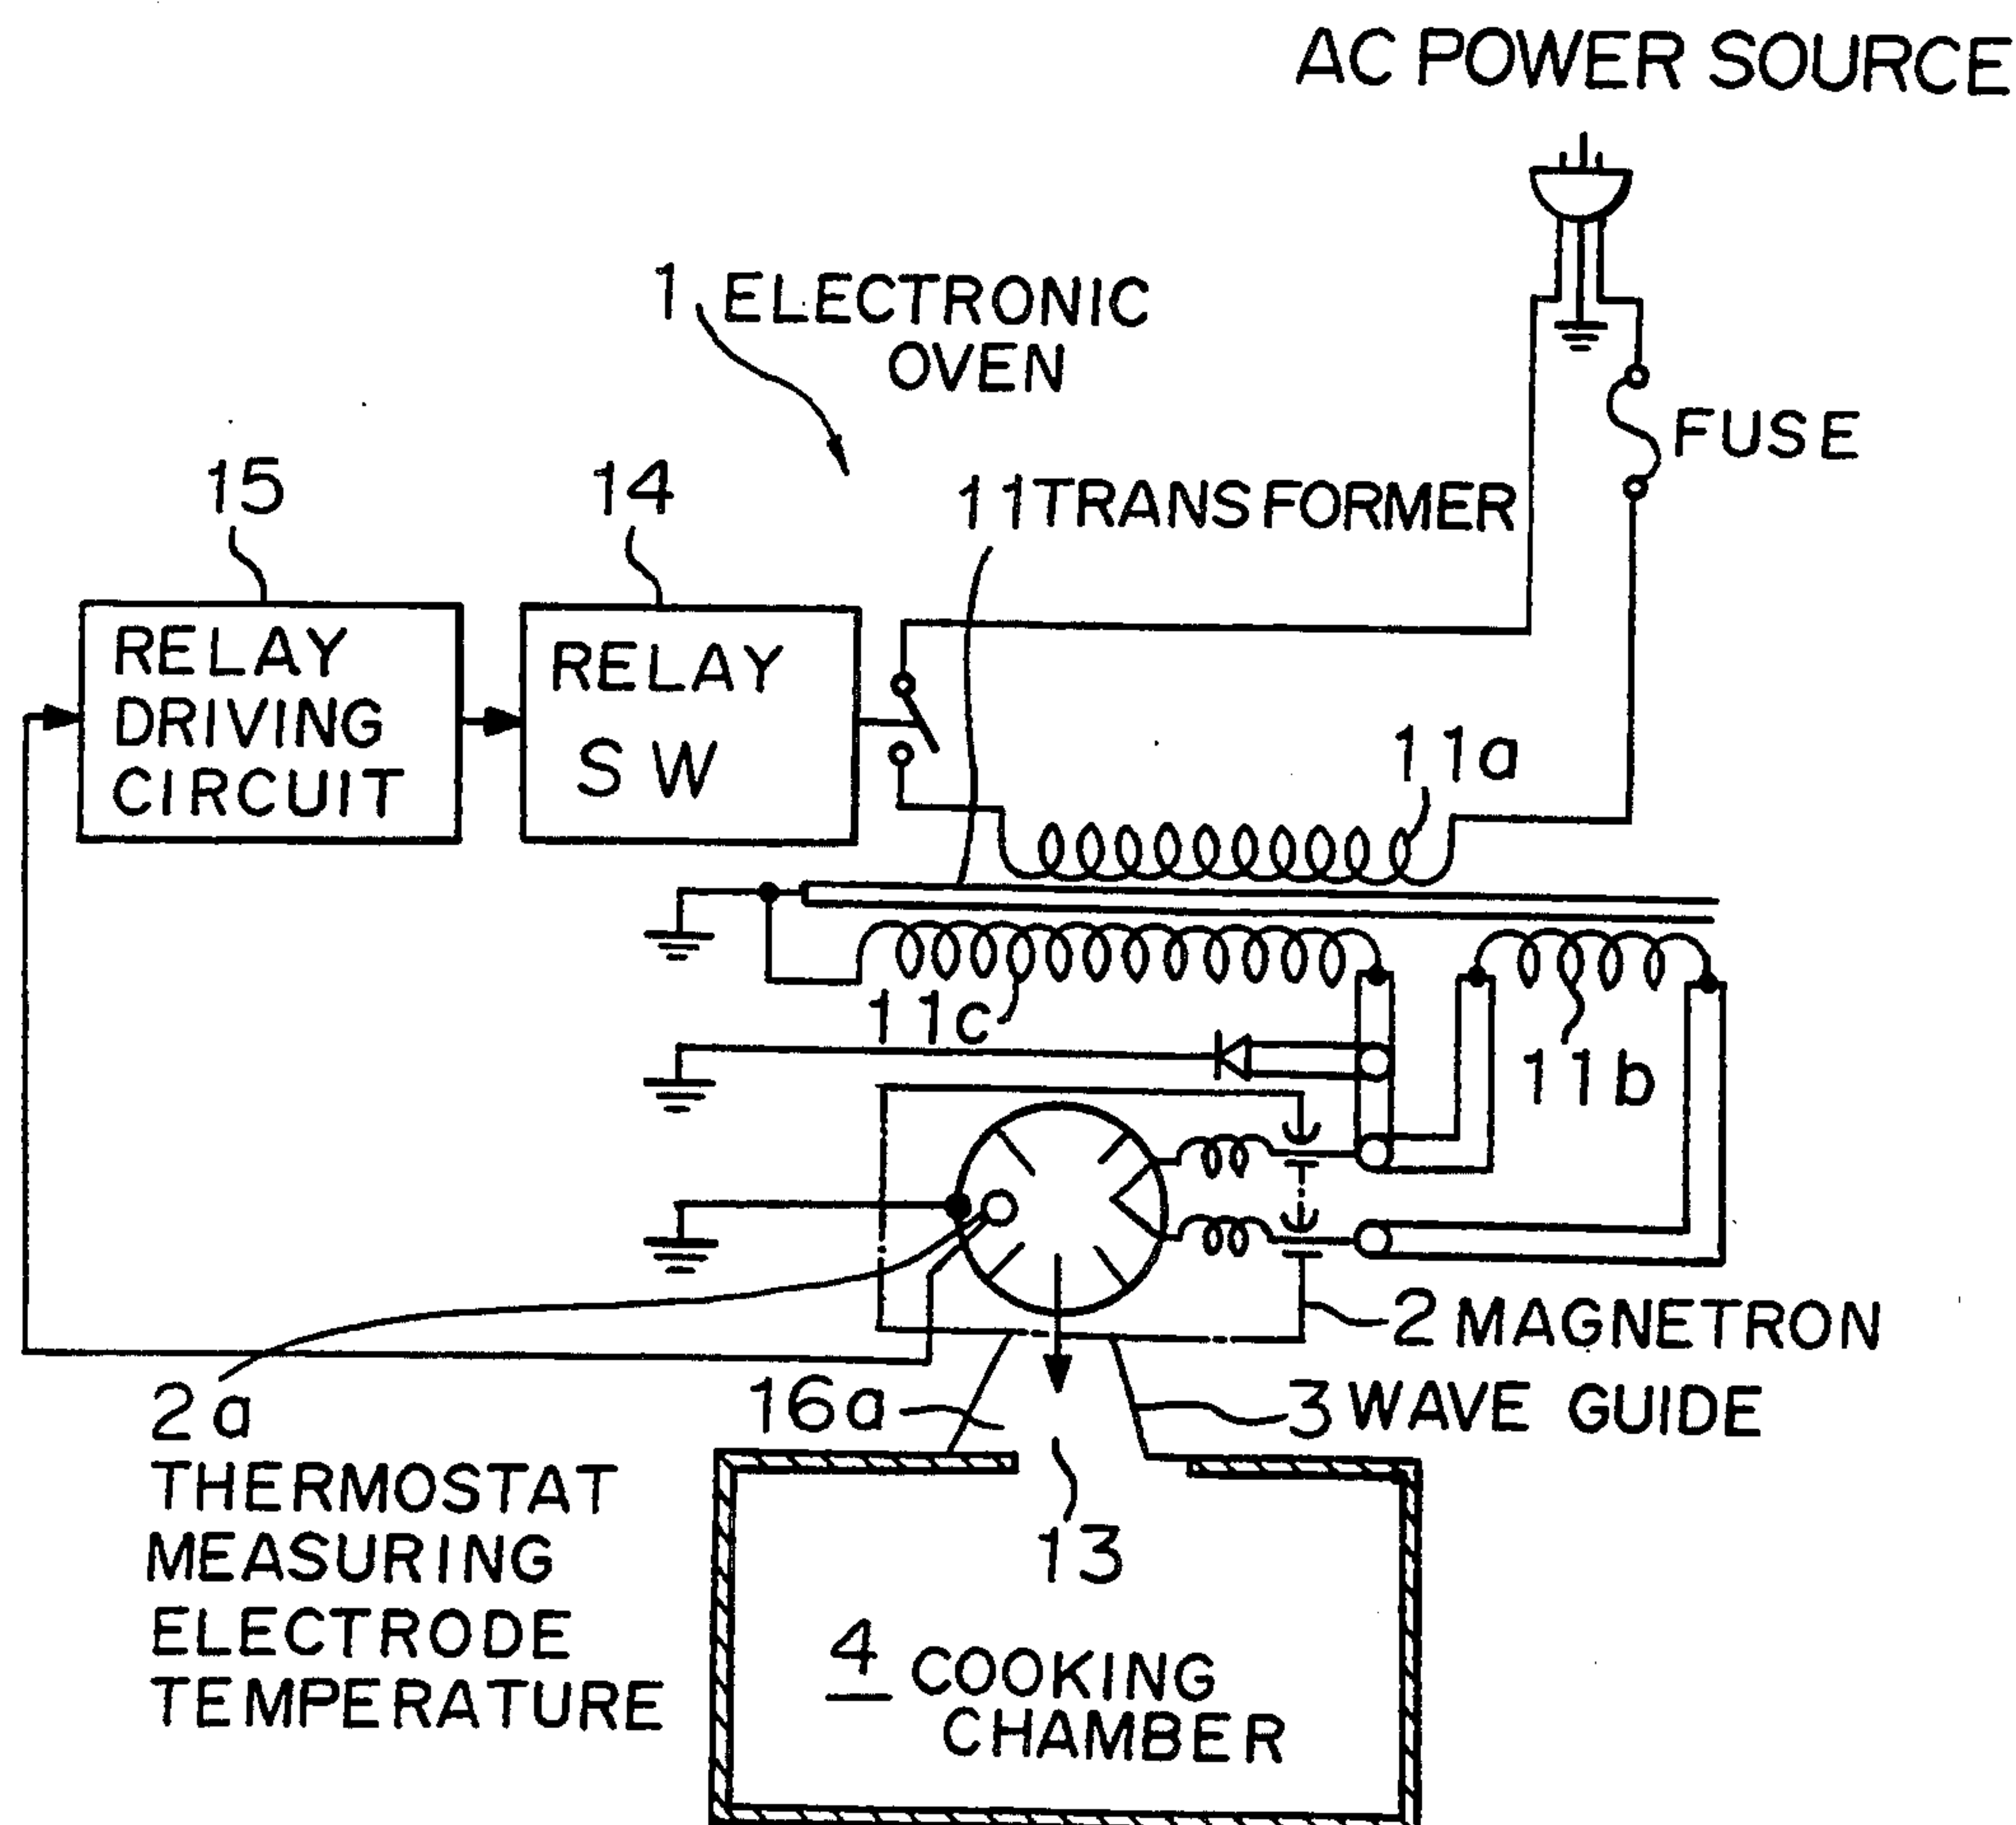 AC POWER SOURCE
1 ELECTRONIC
OVEN
FUSE
15
14
11 TRANSFORMER
RELAY
DRIVING
CIRCUIT
RELAY
SW
11a
11c
11b
2 MAGNETRON
2a
THERMOSTAT
MEASURING
ELECTRODE
TEMPERATURE
16a
3 WAVE GUIDE
13
4 COOKING
CHAMBER